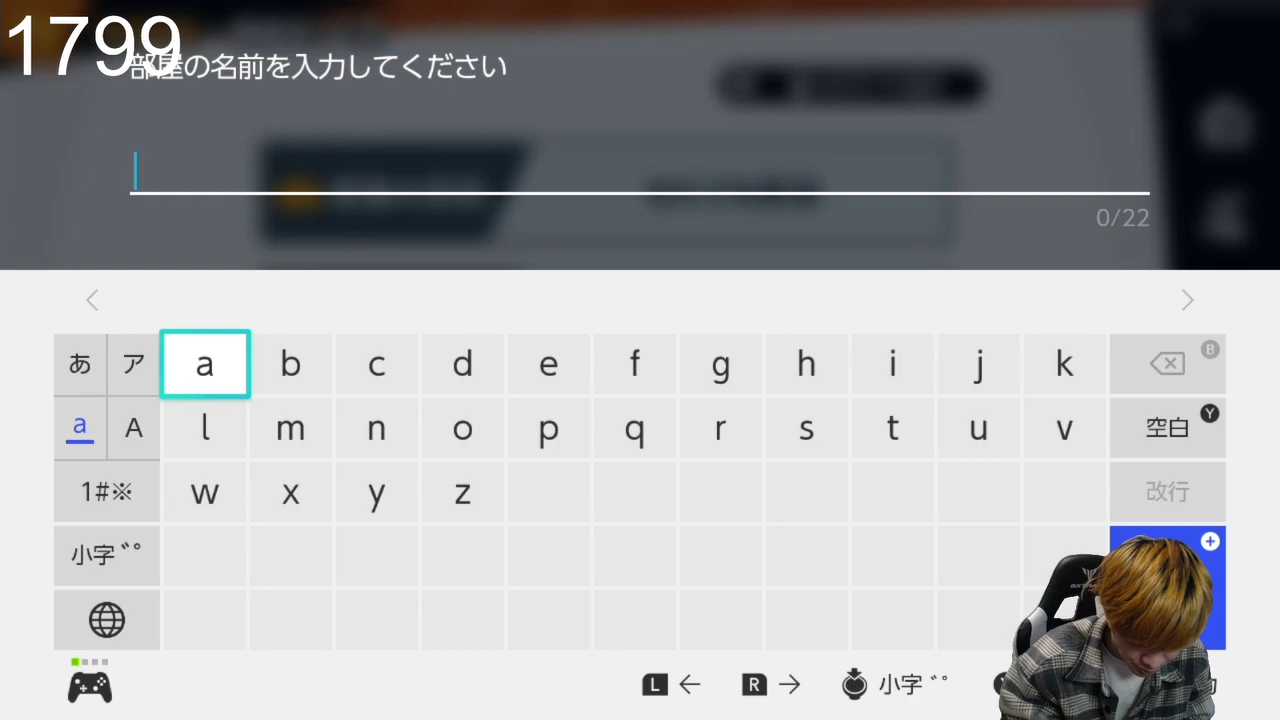 1799
部屋の名前を入力してください
0/22
あ ア a b c d e f g h i j k B
a A l m n o p q r s t u v 空白 Y
1#※ w x y z 改行
小字゛゜ +
L ← R → 小字゛゜